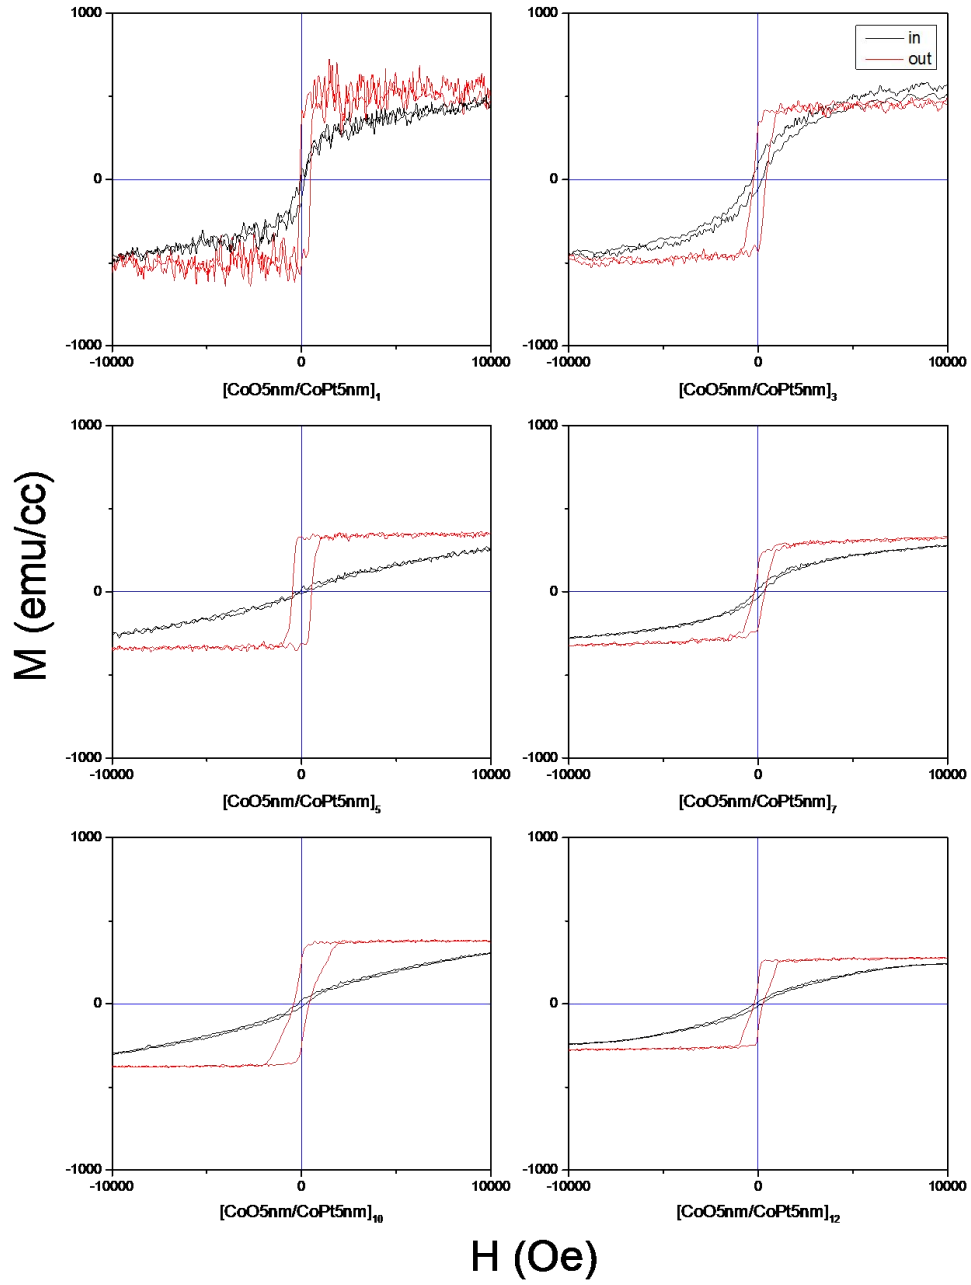 1000
0
-1000
-10000 0 10000
[CoO5nm/CoPt5nm]1
in
out
1000
0
-1000
-10000 0 10000
[CoO5nm/CoPt5nm]3
M (emu/cc)
1000
0
-1000
-10000 0 10000
[CoO5nm/CoPt5nm]5
1000
0
-1000
-10000 0 10000
[CoO5nm/CoPt5nm]7
1000
0
-1000
-10000 0 10000
[CoO5nm/CoPt5nm]10
1000
0
-1000
-10000 0 10000
[CoO5nm/CoPt5nm]12
H (Oe)